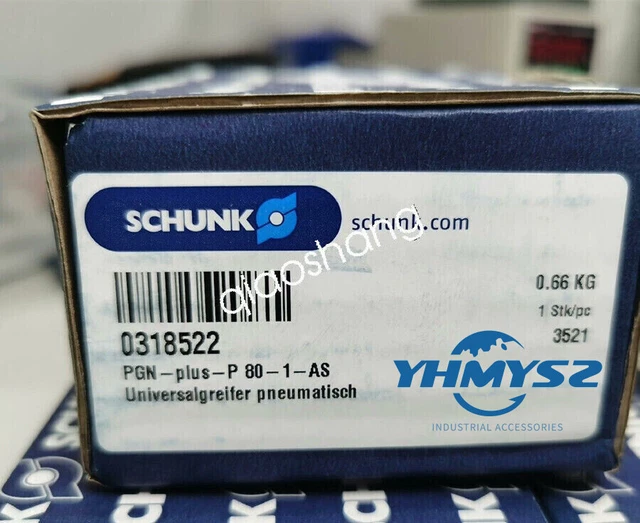 SCHUNK
schunk.com
qiaoshang
0.66 KG
1 Stk/pc
3521
0318522
PGN-plus-P 80-1-AS
Universalgreifer pneumatisch
YHMYSZ
INDUSTRIAL ACCESSORIES